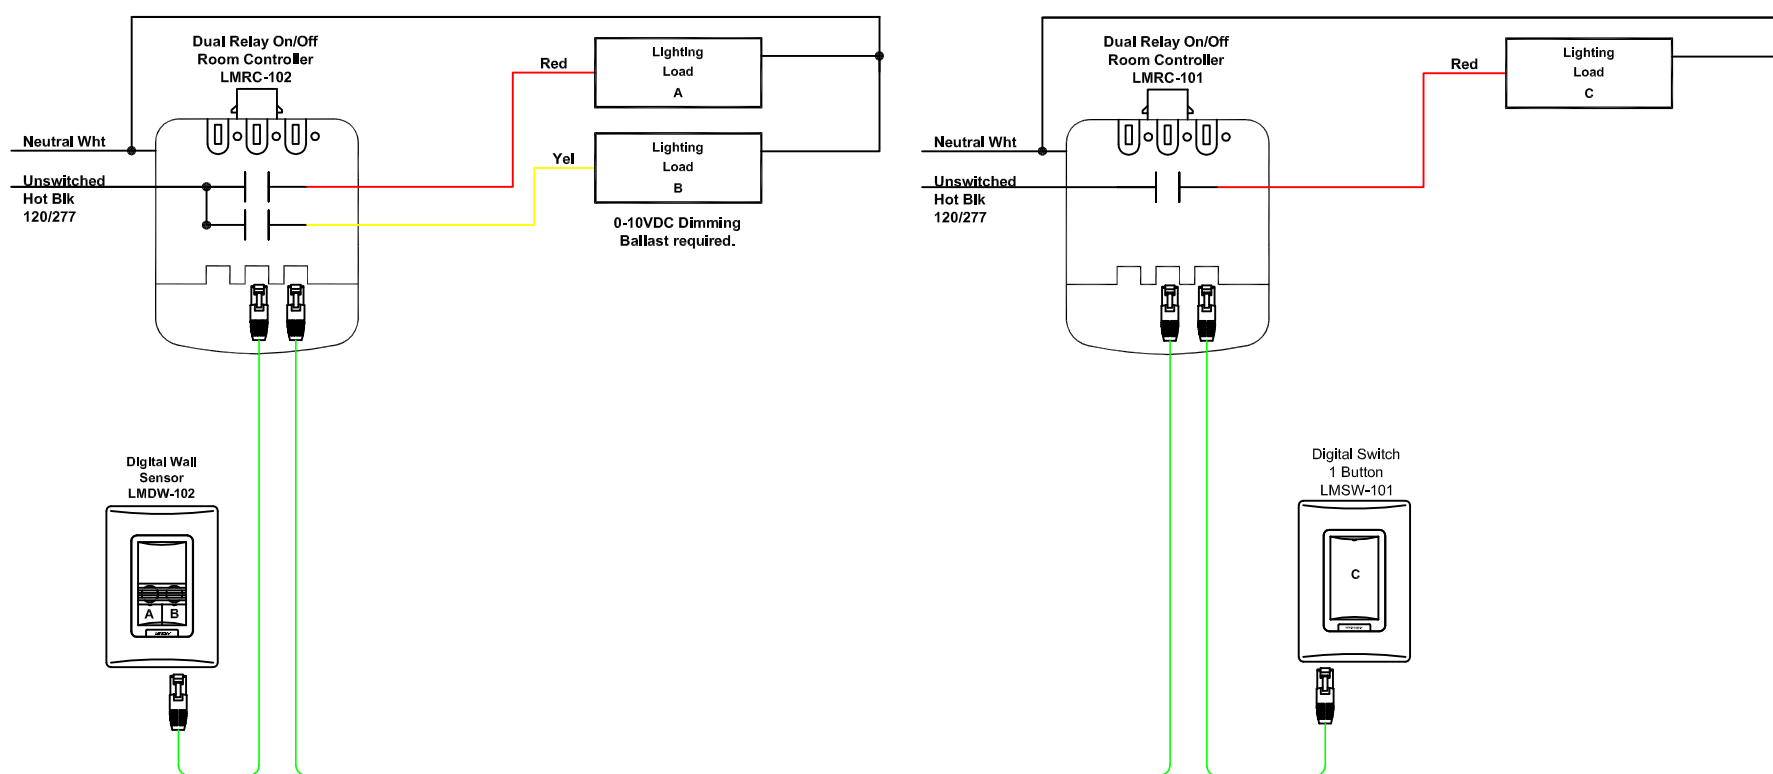 Dual Relay On/Off
Room Controller
LMRC-102
Neutral Wht
Unswitched
Hot Blk
120/277
Red
Yel
Lighting
Load
A
Lighting
Load
B
0-10VDC Dimming
Ballast required.
Digital Wall
Sensor
LMDW-102
A B
Dual Relay On/Off
Room Controller
LMRC-101
Neutral Wht
Unswitched
Hot Blk
120/277
Red
Lighting
Load
C
Digital Switch
1 Button
LMSW-101
C